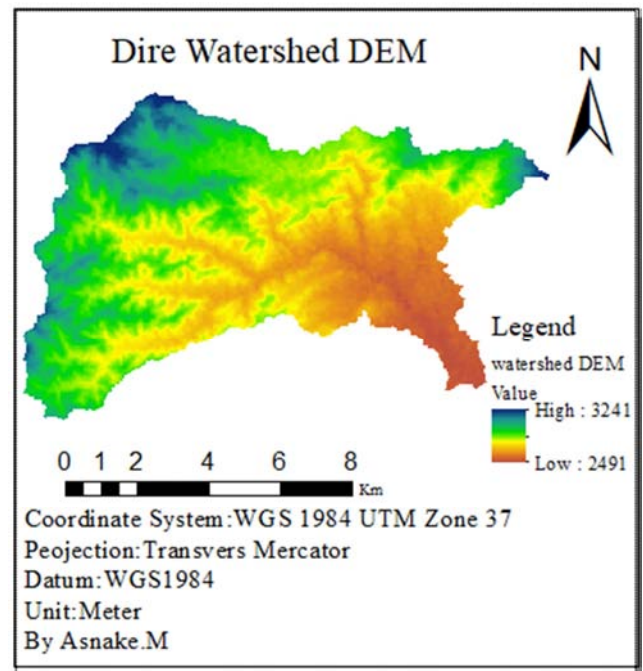 Dire Watershed DEM
N
Legend
watershed DEM
Value
High : 3241
Low : 2491
0 1 2 4 6 8
Km
Coordinate System:WGS 1984 UTM Zone 37
Peojection:Transvers Mercator
Datum:WGS1984
Unit:Meter
By Asnake.M